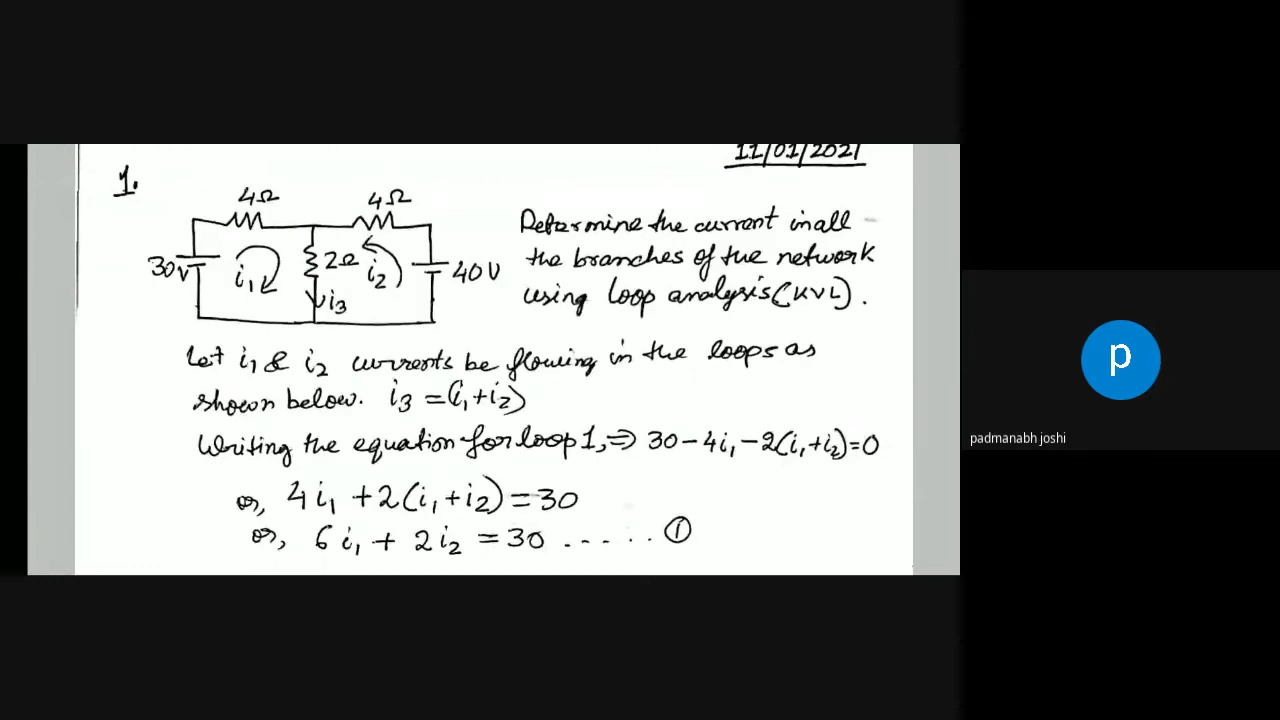 11/01/2021
1.
4Ω 4Ω
30V i1 2Ω i2 40V
i3
Determine the current in all
the branches of the network
using loop analysis (KVL).
Let i1 & i2 currents be flowing in the loops as
shown below. i3 = (i1+i2)
Writing the equation for loop 1, ⇒ 30 - 4i1 - 2(i1+i2) = 0
or, 4i1 + 2(i1+i2) = 30
or, 6i1 + 2i2 = 30 ..... ①
p
padmanabh joshi